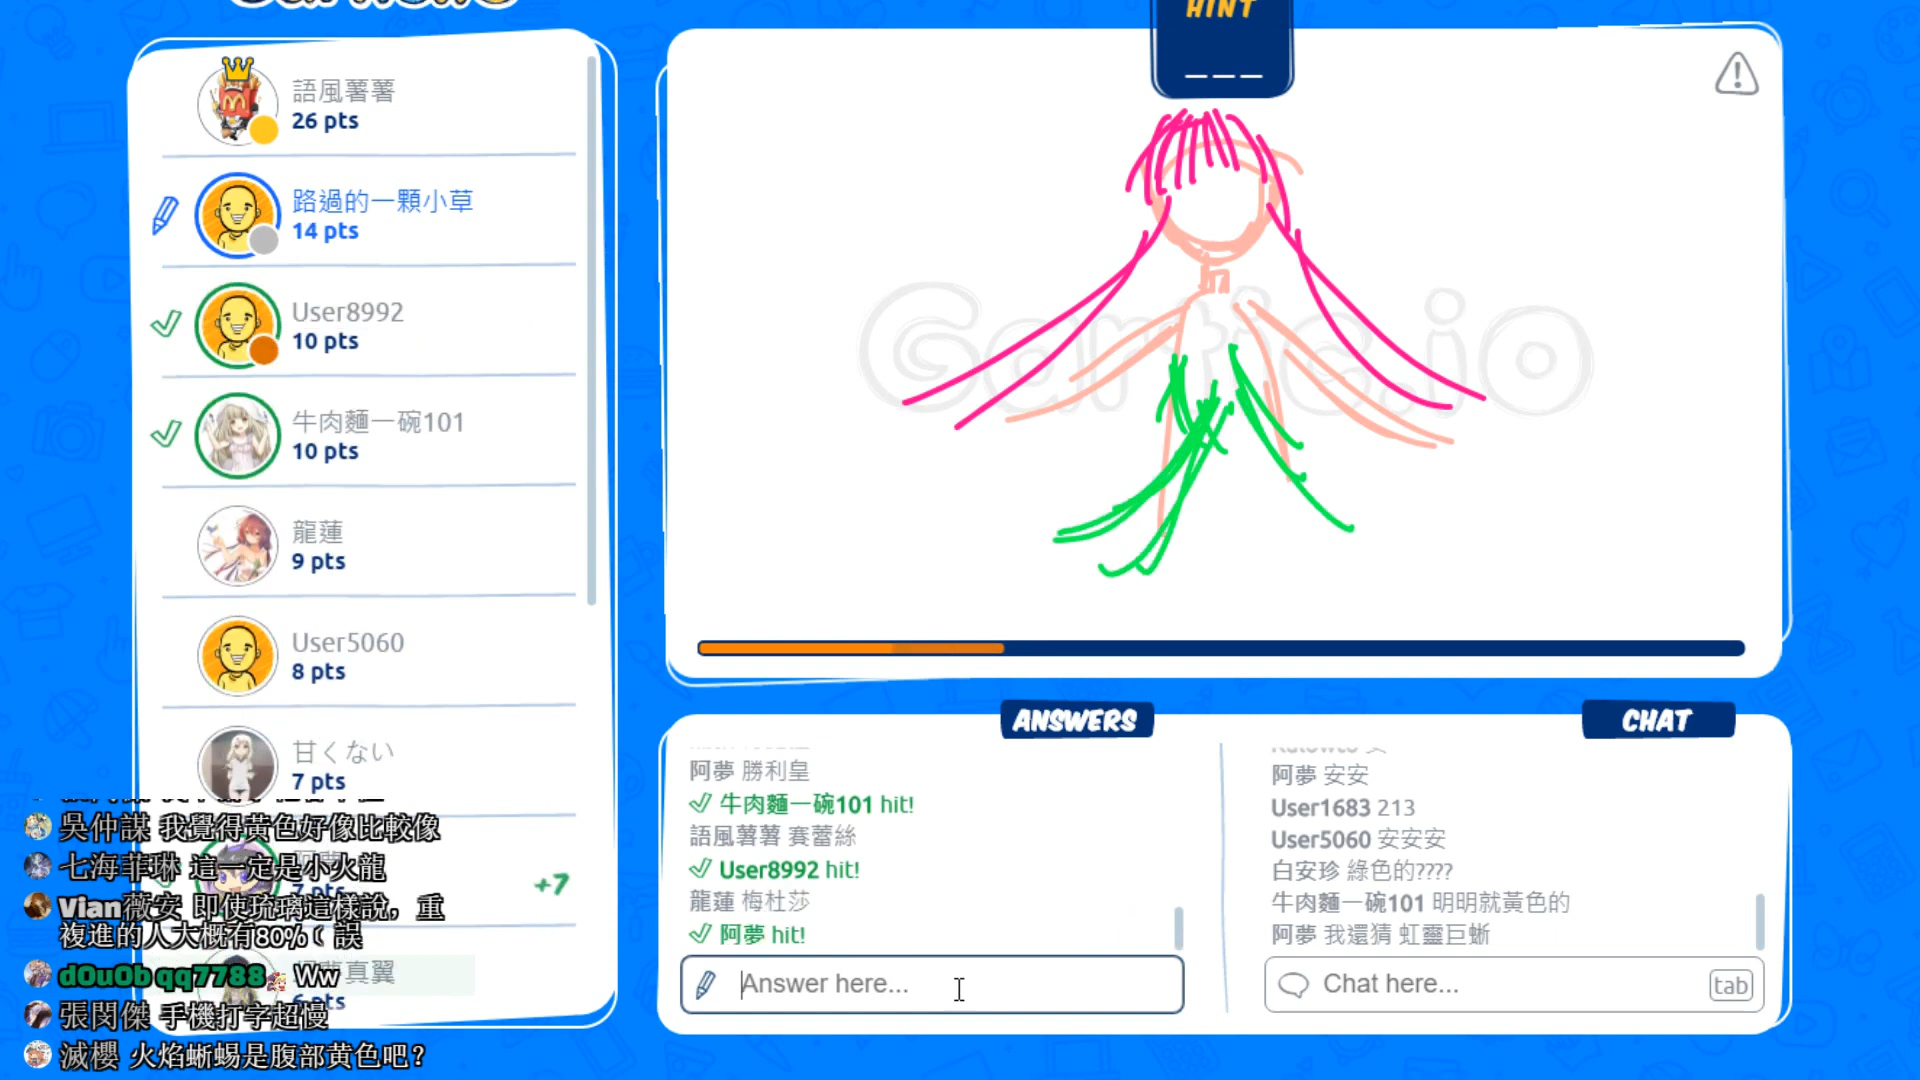 HINT
_ _ _
語風薯薯
26 pts
路過的一顆小草
14 pts
User8992
10 pts
牛肉麵一碗101
10 pts
龍蓮
9 pts
User5060
8 pts
甘くない
7 pts
吳仲謀 我覺得黃色好像比較像
七海菲琳 這一定是小火龍
7 pts
+7
Vian薇安 即使琉璃這樣說，重
複進的人大概有80%（誤
d0u0bqq7788 Ww
真翼
6 pts
張閔傑 手機打字超慢
滅櫻 火焰蜥蜴是腹部黃色吧？
Gartic.io
ANSWERS
阿夢 勝利皇
牛肉麵一碗101 hit!
語風薯薯 賽蕾絲
User8992 hit!
龍蓮 梅杜莎
阿夢 hit!
Answer here...
CHAT
阿夢 安安
User1683 213
User5060 安安安
白安珍 綠色的????
牛肉麵一碗101 明明就黃色的
阿夢 我還猜 虹靈巨蜥
Chat here...
tab